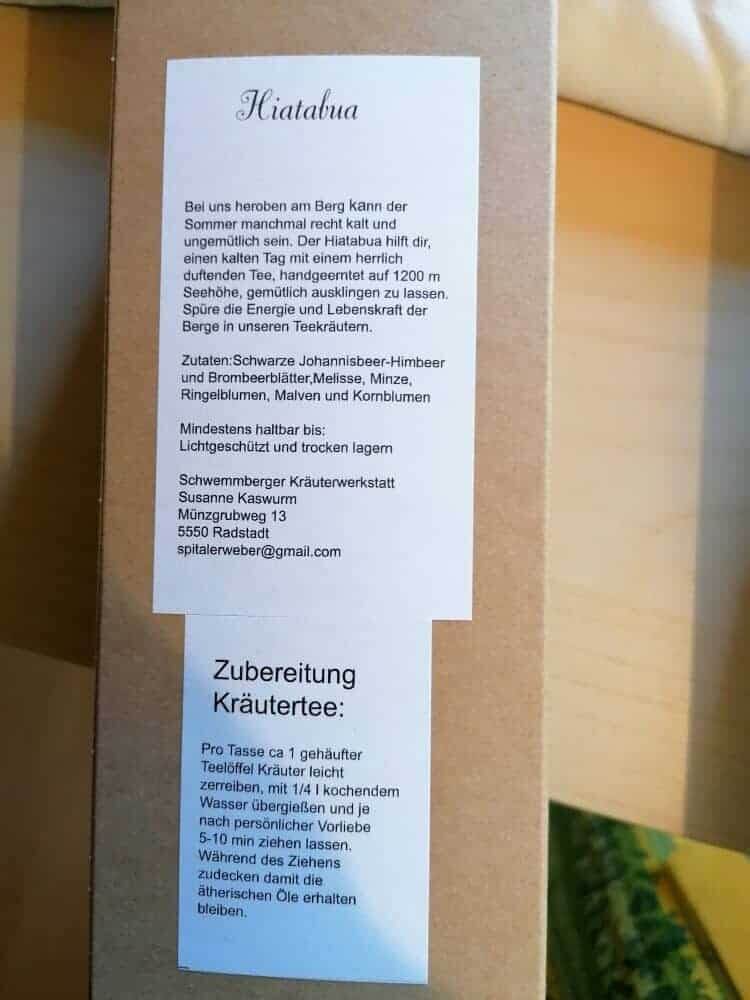 Hiatabua
Bei uns heroben am Berg kann der
Sommer manchmal recht kalt und
ungemütlich sein. Der Hiatabua hilft dir,
einen kalten Tag mit einem herrlich
duftenden Tee, handgeerntet auf 1200 m
Seehöhe, gemütlich ausklingen zu lassen.
Spüre die Energie und Lebenskraft der
Berge in unseren Teekräutern.
Zutaten:Schwarze Johannisbeer-Himbeer
und Brombeerblätter,Melisse, Minze,
Ringelblumen, Malven und Kornblumen
Mindestens haltbar bis:
Lichtgeschützt und trocken lagern
Schwemmberger Kräuterwerkstatt
Susanne Kaswurm
Münzgrubweg 13
5550 Radstadt
spitalerweber@gmail.com
Zubereitung
Kräutertee:
Pro Tasse ca 1 gehäufter
Teelöffel Kräuter leicht
zerreiben, mit 1/4 l kochendem
Wasser übergießen und je
nach persönlicher Vorliebe
5-10 min ziehen lassen.
Während des Ziehens
zudecken damit die
ätherischen Öle erhalten
bleiben.